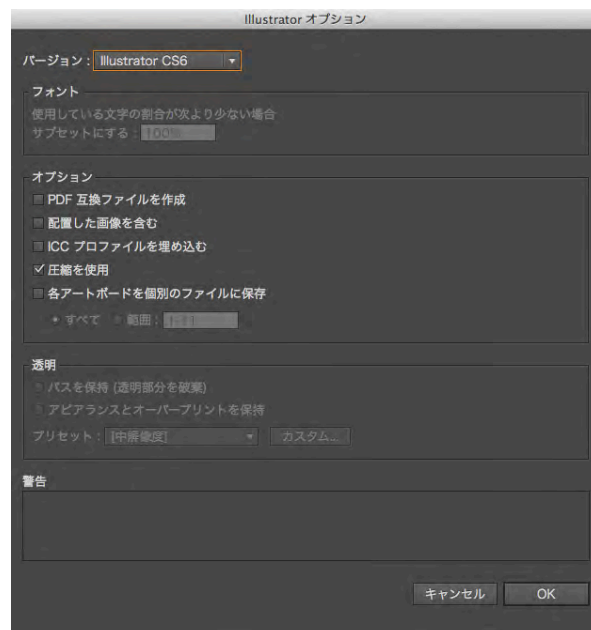 Illustrator オプション
バージョン : Illustrator CS6
フォント
使用している文字の割合が次より少ない場合
サブセットにする : 100%
オプション
PDF 互換ファイルを作成
配置した画像を含む
ICC プロファイルを埋め込む
圧縮を使用
各アートボードを個別のファイルに保存
すべて 範囲 :
透明
パスを保持 (透明部分を破棄)
アピアランスとオーバープリントを保持
プリセット : [中解像度] カスタム...
警告
キャンセル OK